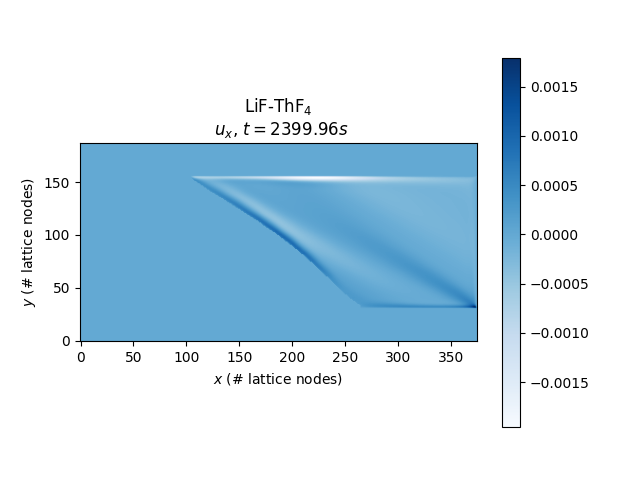 LiF-ThF₄
uₓ, t = 2399.96s
0.0015
0.0010
0.0005
0.0000
−0.0005
−0.0010
−0.0015
150
100
50
0
y (# lattice nodes)
0 50 100 150 200 250 300 350
x (# lattice nodes)